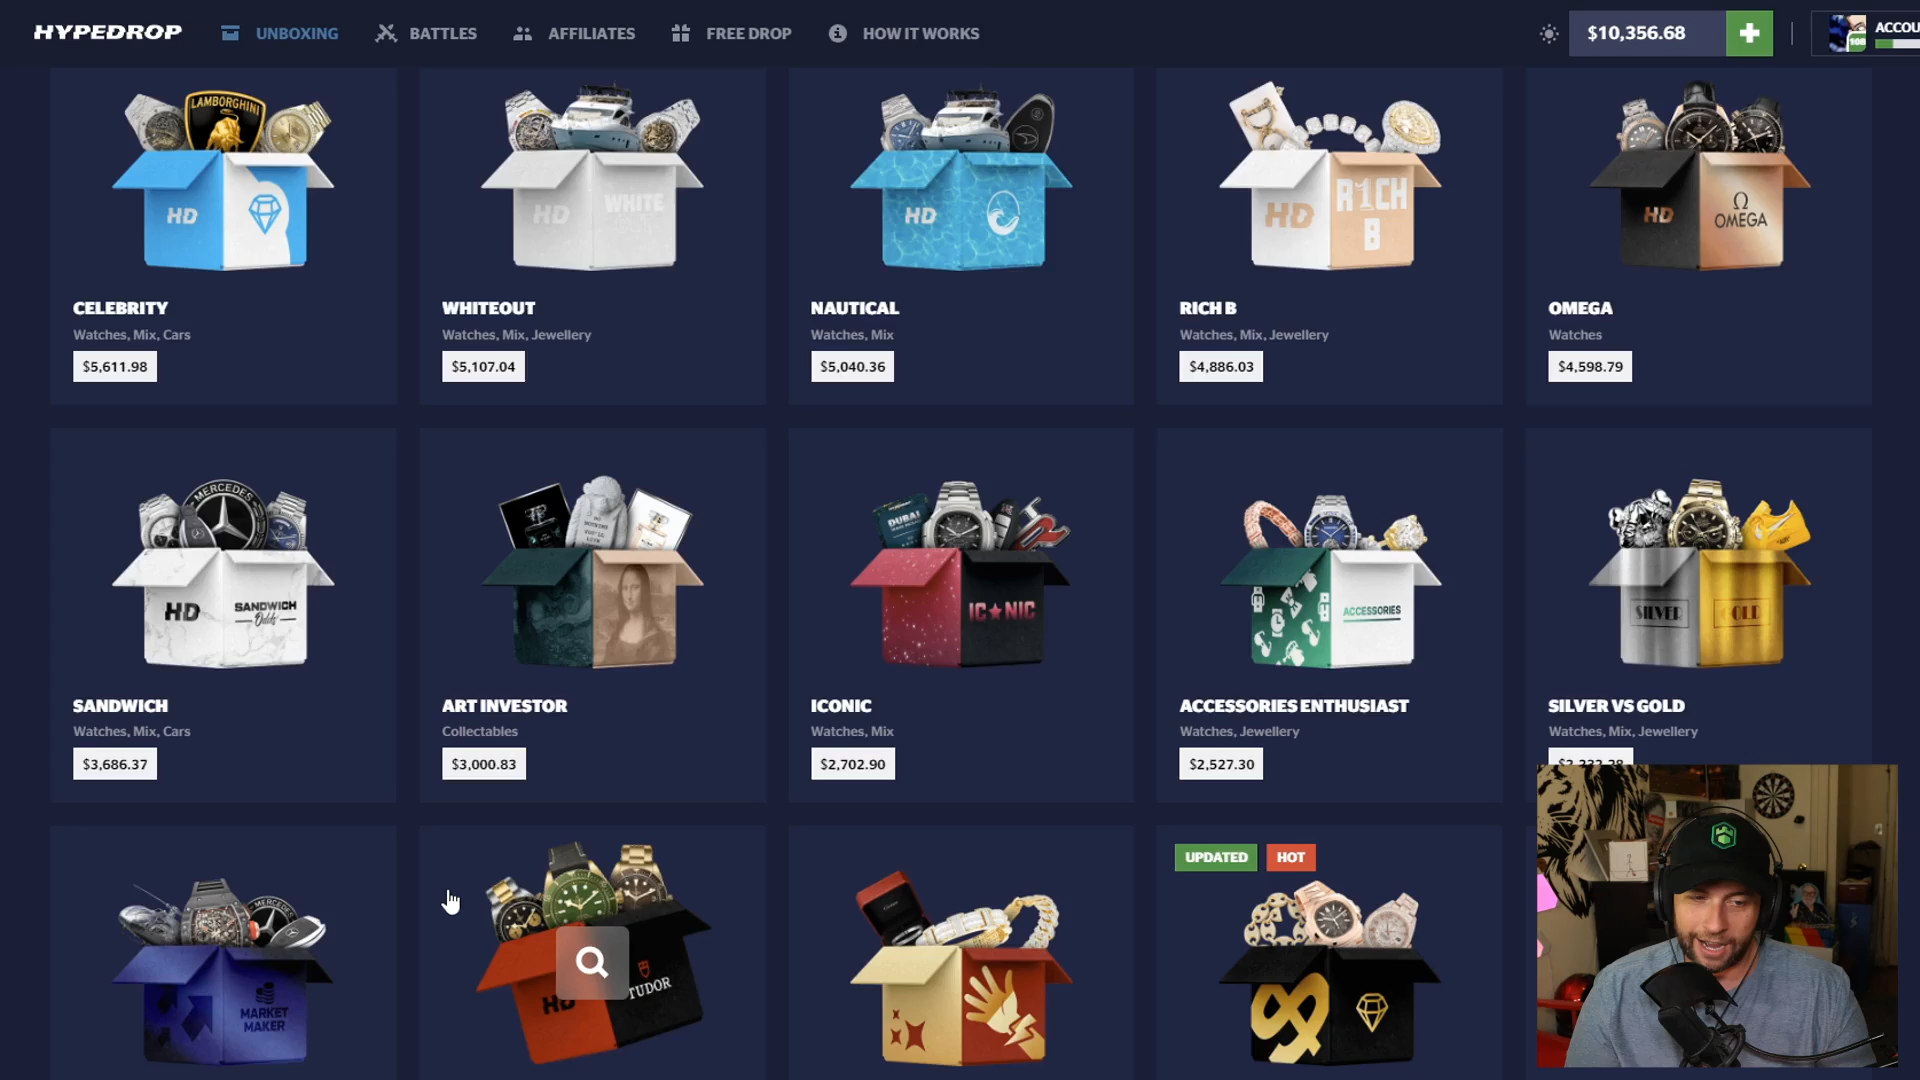 HYPEDROP
UNBOXING
BATTLES
AFFILIATES
FREE DROP
HOW IT WORKS
$10,356.68
108
ACCOU
LAMBORGHINI
HD
HD WHITE
HD
HD R1CH B
HD Ω OMEGA
CELEBRITY
Watches, Mix, Cars
$5,611.98
WHITEOUT
Watches, Mix, Jewellery
$5,107.04
NAUTICAL
Watches, Mix
$5,040.36
RICH B
Watches, Mix, Jewellery
$4,886.03
OMEGA
Watches
$4,598.79
MERCEDES
HD SANDWICH Odds
DUBAI
IC★NIC
ACCESSORIES
SILVER GOLD
SANDWICH
Watches, Mix, Cars
$3,686.37
ART INVESTOR
Collectables
$3,000.83
ICONIC
Watches, Mix
$2,702.90
ACCESSORIES ENTHUSIAST
Watches, Jewellery
$2,527.30
SILVER VS GOLD
Watches, Mix, Jewellery
UPDATED
HOT
MERCEDES
MARKET MAKER
HD TUDOR